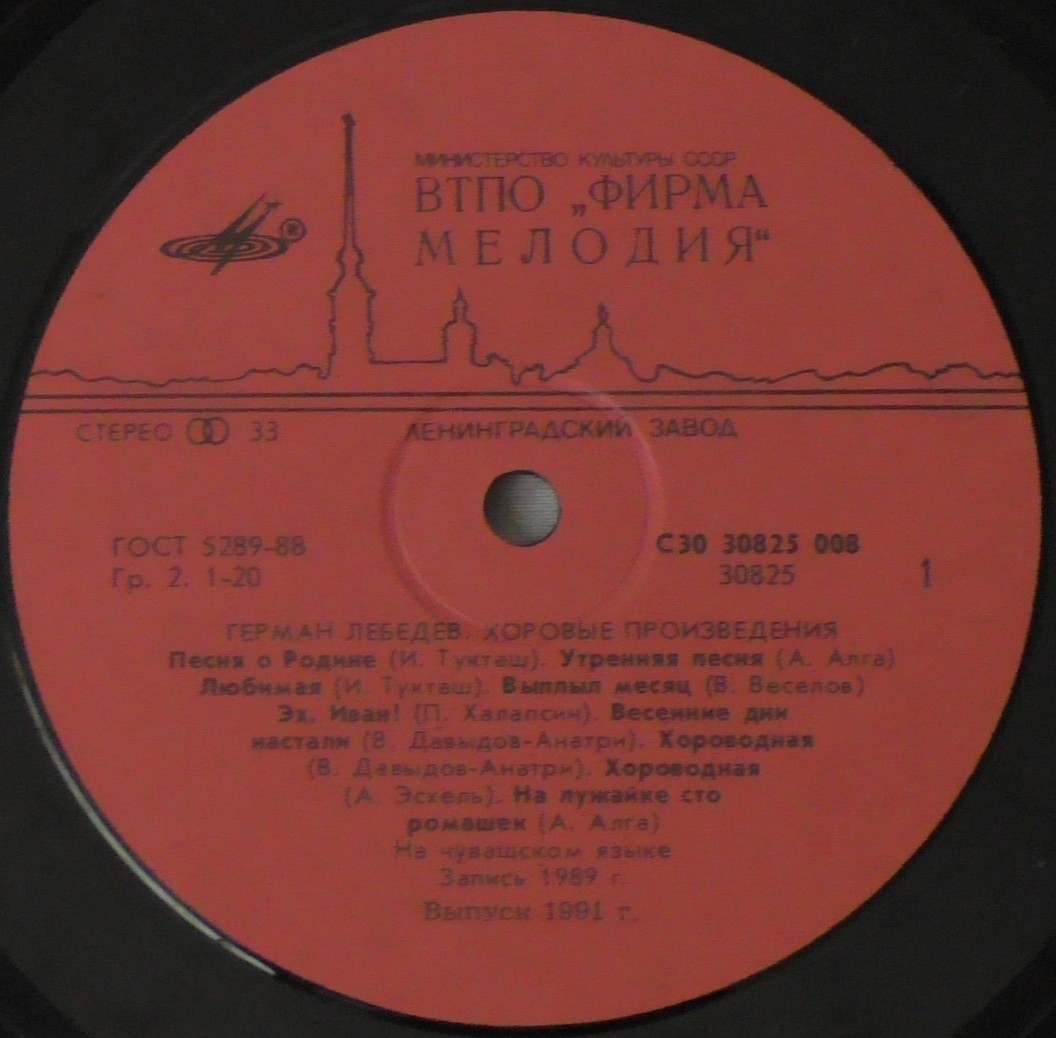 МИНИСТЕРСТВО КУЛЬТУРЫ СССР
ВТПО „ФИРМА
МЕЛОДИЯ“
®
СТЕРЕО 33
ЛЕНИНГРАДСКИЙ ЗАВОД
ГОСТ 5289-88
Гр. 2. 1-20
С30 30825 008
30825
1
ГЕРМАН ЛЕБЕДЕВ. ХОРОВЫЕ ПРОИЗВЕДЕНИЯ
Песня о Родине (И. Тукташ). Утренняя песня (А. Алга)
Любимая (И. Тукташ). Выплыл месяц (В. Веселов)
Эх, Иван! (П. Халапсин). Весенние дни
настали (В. Давыдов-Анатри). Хороводная
(В. Давыдов-Анатри). Хороводная
(А. Эсхель). На лужайке сто
ромашек (А. Алга)
На чувашском языке
Запись 1989 г.
Выпуск 1991 г.